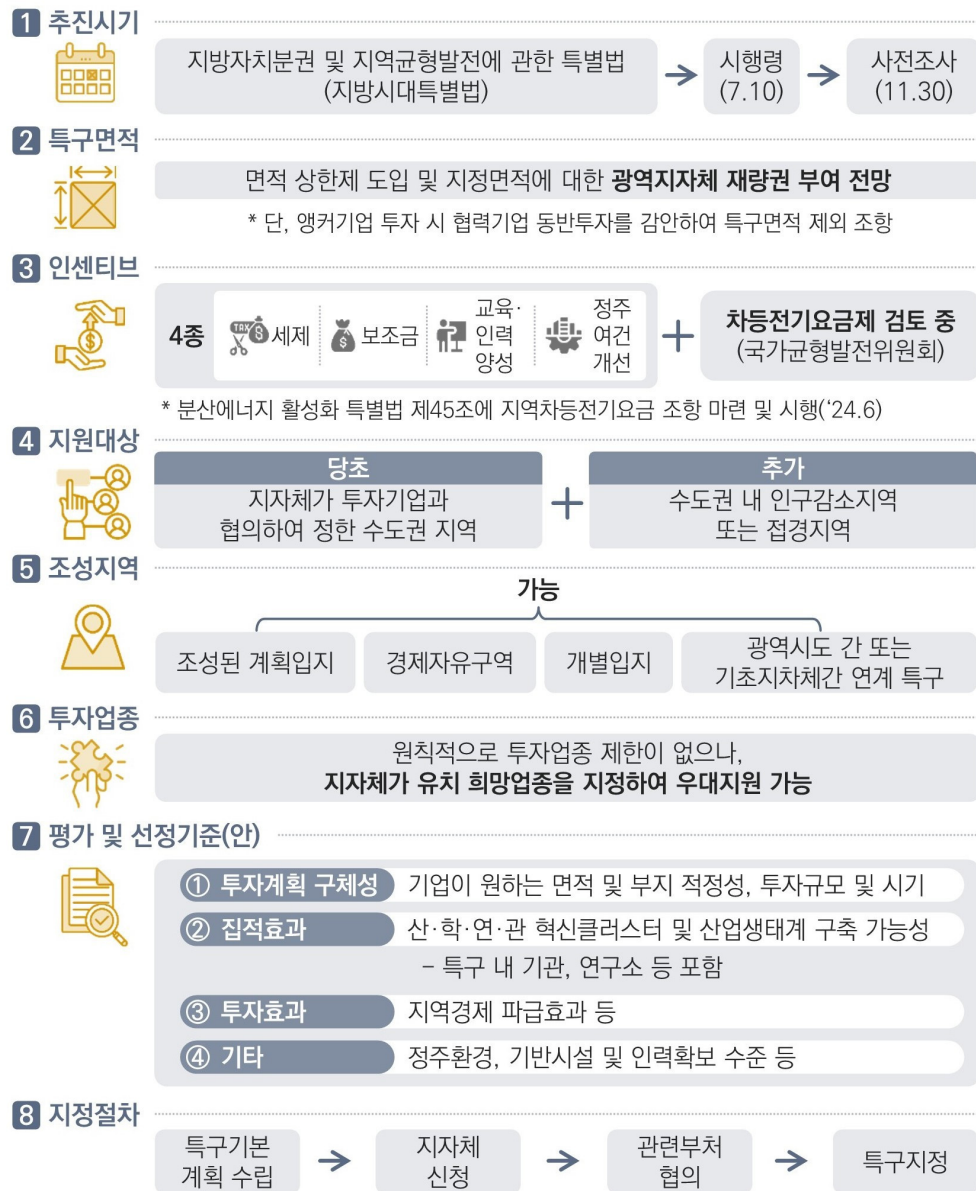 1 추진시기
지방자치분권 및 지역균형발전에 관한 특별법
(지방시대특별법)
시행령
(7.10)
사전조사
(11.30)
2 특구면적
면적 상한제 도입 및 지정면적에 대한 광역지자체 재량권 부여 전망
* 단, 앵커기업 투자 시 협력기업 동반투자를 감안하여 특구면적 제외 조항
3 인센티브
4종
TAX
세제
보조금
교육·
인력
양성
정주
여건
개선
차등전기요금제 검토 중
(국가균형발전위원회)
* 분산에너지 활성화 특별법 제45조에 지역차등전기요금 조항 마련 및 시행('24.6)
4 지원대상
당초
지자체가 투자기업과
협의하여 정한 수도권 지역
추가
수도권 내 인구감소지역
또는 접경지역
5 조성지역
가능
조성된 계획입지
경제자유구역
개별입지
광역시도 간 또는
기초지차체간 연계 특구
6 투자업종
원칙적으로 투자업종 제한이 없으나,
지자체가 유치 희망업종을 지정하여 우대지원 가능
7 평가 및 선정기준(안)
① 투자계획 구체성 기업이 원하는 면적 및 부지 적정성, 투자규모 및 시기
② 집적효과 산·학·연·관 혁신클러스터 및 산업생태계 구축 가능성
– 특구 내 기관, 연구소 등 포함
③ 투자효과 지역경제 파급효과 등
④ 기타 정주환경, 기반시설 및 인력확보 수준 등
8 지정절차
특구기본
계획 수립
지자체
신청
관련부처
협의
특구지정